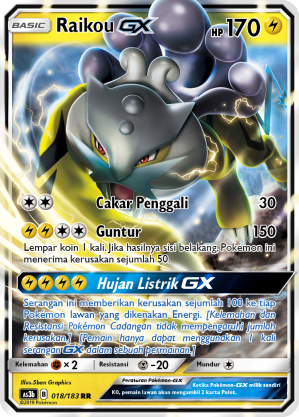 BASIC Raikou GX HP 170
Cakar Penggali 30
Guntur 150
Lempar koin 1 kali. Jika hasilnya sisi belakang, Pokémon ini
menerima kerusakan sejumlah 50
Hujan Listrik GX
Serangan ini memberikan kerusakan sejumlah 100 ke tiap
Pokémon lawan yang dikenakan Energi. [Kelemahan dan
Resistansi Pokémon Cadangan tidak mempengaruhi jumlah
kerusakan.] [Pemain hanya dapat menggunakan 1 kali
serangan GX dalam 1 pertandingan.]
Kelemahan × 2 Resistansi -20 Mundur
Illus.5ban Graphics
Peraturan Pokémon-GX
Ketika Pokémon-GX milik sendiri
KO, pemain lawan akan mengambil 2 kartu Point.
AS3b B 018/183 RR
©2019 Pokémon